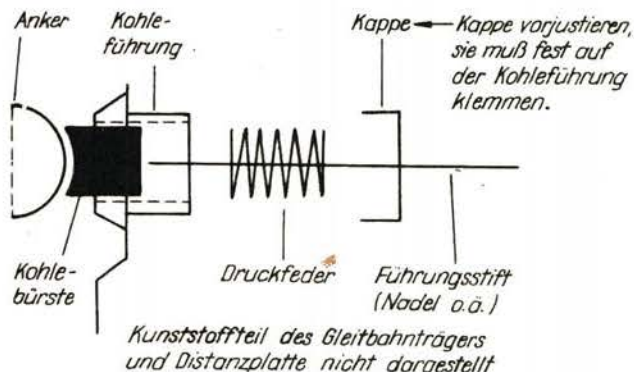 Anker
Kohle-
führung
Kappe
Kappe vorjustieren,
sie muß fest auf
der Kohleführung
klemmen.
Kohle-
bürste
Druckfeder
Führungsstift
(Nadel o.ä.)
Kunststoffteil des Gleitbahnträgers
und Distanzplatte nicht dargestellt